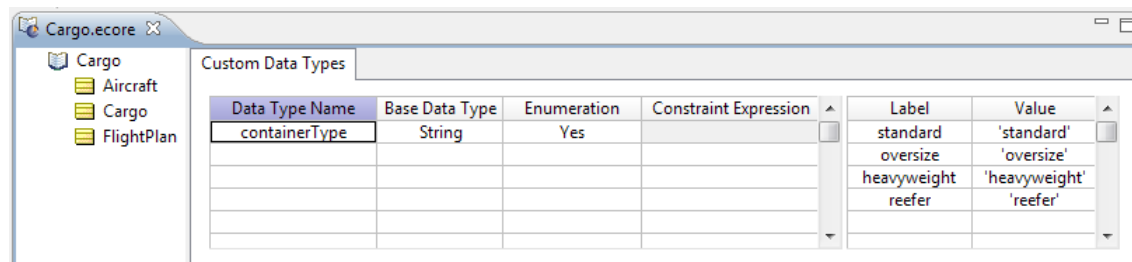 Cargo.ecore
Cargo
Aircraft
Cargo
FlightPlan
Custom Data Types
Data Type Name Base Data Type Enumeration Constraint Expression Label Value
containerType String Yes standard 'standard'
oversize 'oversize'
heavyweight 'heavyweight'
reefer 'reefer'